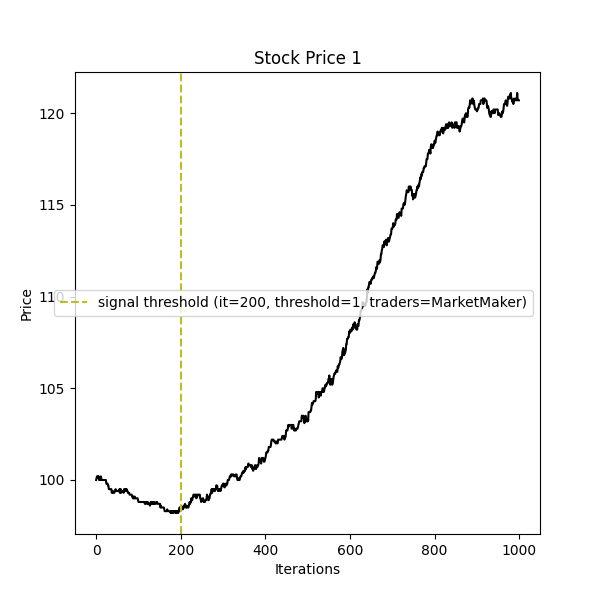 Stock Price 1
120
115
110
105
100
Price
signal threshold (it=200, threshold=1, traders=MarketMaker)
0
200
400
600
800
1000
Iterations